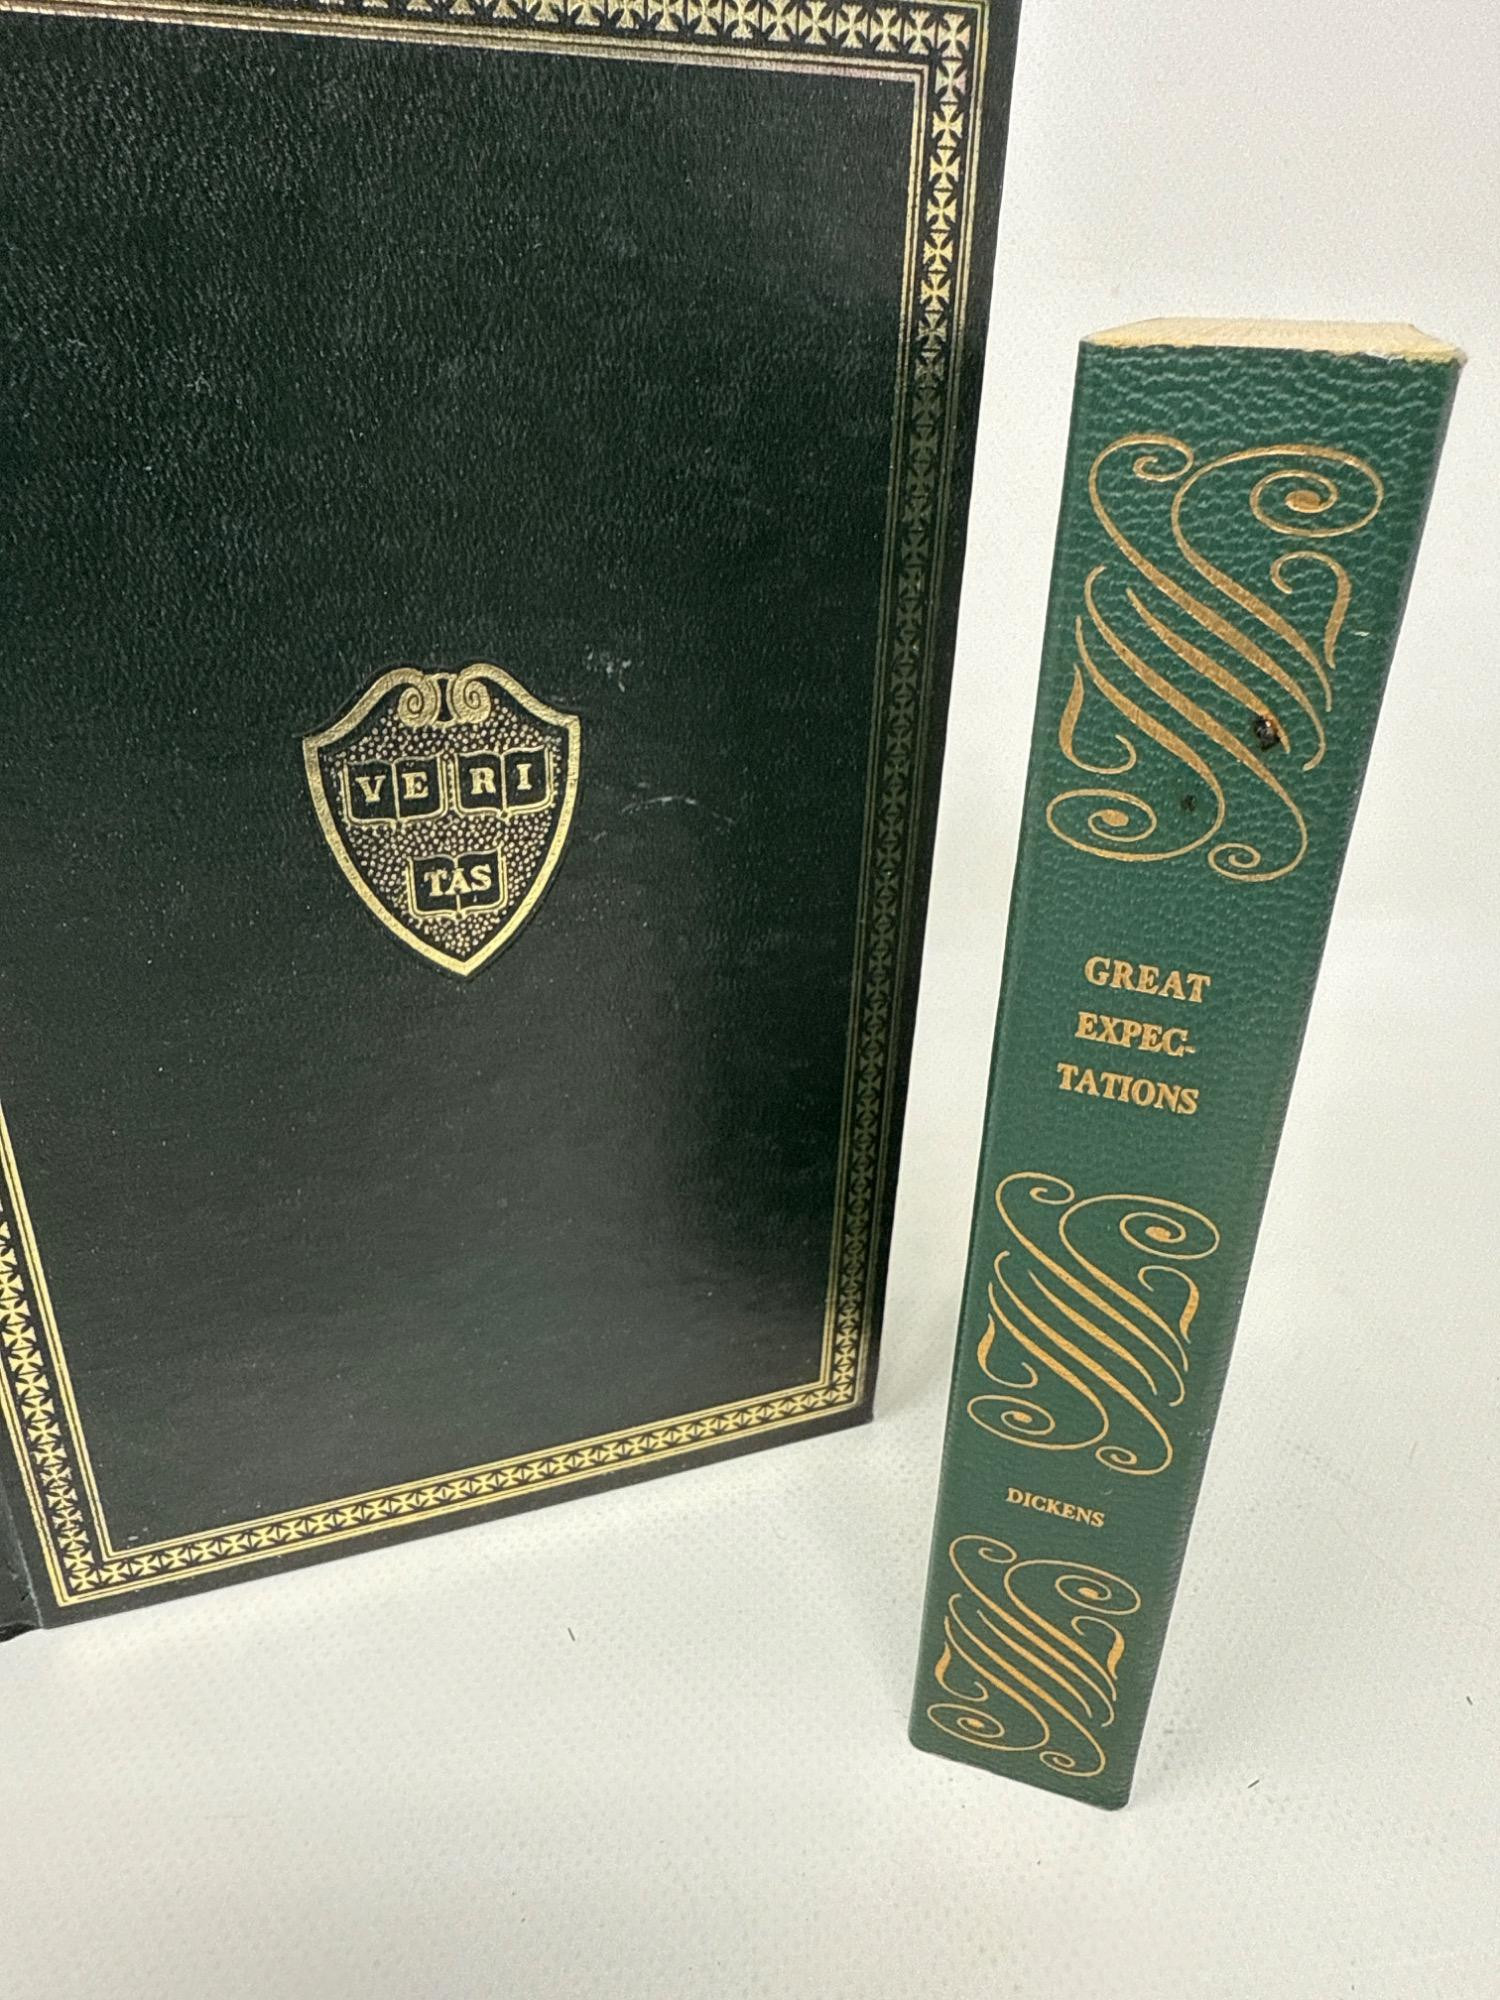 VE RI
TAS
GREAT
EXPEC-
TATIONS
DICKENS